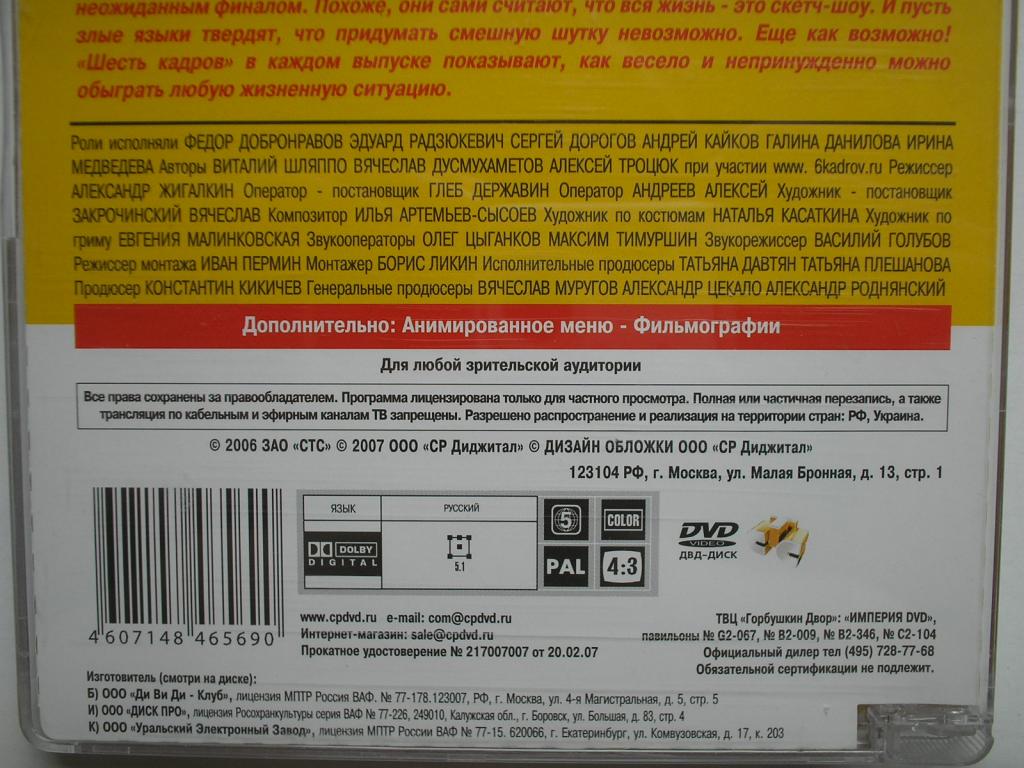 неожиданным финалом. Похоже, они сами считают, что вся жизнь - это скетч-шоу. И пусть
злые языки твердят, что придумать смешную шутку невозможно. Еще как возможно!
«Шесть кадров» в каждом выпуске показывают, как весело и непринужденно можно
обыграть любую жизненную ситуацию.
Роли исполняли ФЕДОР ДОБРОНРАВОВ ЭДУАРД РАДЗЮКЕВИЧ СЕРГЕЙ ДОРОГОВ АНДРЕЙ КАЙКОВ ГАЛИНА ДАНИЛОВА ИРИНА
МЕДВЕДЕВА Авторы ВИТАЛИЙ ШЛЯППО ВЯЧЕСЛАВ ДУСМУХАМЕТОВ АЛЕКСЕЙ ТРОЦЮК при участии www. 6kadrov.ru Режиссер
АЛЕКСАНДР ЖИГАЛКИН Оператор - постановщик ГЛЕБ ДЕРЖАВИН Оператор АНДРЕЕВ АЛЕКСЕЙ Художник - постановщик
ЗАКРОЧИНСКИЙ ВЯЧЕСЛАВ Композитор ИЛЬЯ АРТЕМЬЕВ-СЫСОЕВ Художник по костюмам НАТАЛЬЯ КАСАТКИНА Художник по
гриму ЕВГЕНИЯ МАЛИНКОВСКАЯ Звукооператоры ОЛЕГ ЦЫГАНКОВ МАКСИМ ТИМУРШИН Звукорежиссер ВАСИЛИЙ ГОЛУБОВ
Режиссер монтажа ИВАН ПЕРМИН Монтажер БОРИС ЛИКИН Исполнительные продюсеры ТАТЬЯНА ДАВТЯН ТАТЬЯНА ПЛЕШАНОВА
Продюсер КОНСТАНТИН КИКИЧЕВ Генеральные продюсеры ВЯЧЕСЛАВ МУРУГОВ АЛЕКСАНДР ЦЕКАЛО АЛЕКСАНДР РОДНЯНСКИЙ
Дополнительно: Анимированное меню - Фильмографии
Для любой зрительской аудитории
Все права сохранены за правообладателем. Программа лицензирована только для частного просмотра. Полная или частичная перезапись, а также
трансляция по кабельным и эфирным каналам ТВ запрещены. Разрешено распространение и реализация на территории стран: РФ, Украина.
© 2006 ЗАО «СТС» © 2007 ООО «СР Диджитал» © ДИЗАЙН ОБЛОЖКИ ООО «СР Диджитал»
123104 РФ, г. Москва, ул. Малая Бронная, д. 13, стр. 1
ЯЗЫК РУССКИЙ
DOLBY
DIGITAL
5.1
5 COLOR
PAL 4:3
DVD
VIDEO
ДВД-ДИСК
4 607148 465690
www.cpdvd.ru e-mail: com@cpdvd.ru
Интернет-магазин: sale@cpdvd.ru
Прокатное удостоверение № 217007007 от 20.02.07
ТВЦ «Горбушкин Двор»: «ИМПЕРИЯ DVD»,
павильоны № G2-067, № B2-009, № B2-346, № C2-104
Официальный дилер тел (495) 728-77-68
Обязательной сертификации не подлежит.
Изготовитель (смотри на диске):
Б) ООО «Ди Ви Ди - Клуб», лицензия МПТР Россия ВАФ. № 77-178.123007, РФ, г. Москва, ул. 4-я Магистральная, д. 5, стр. 5
И) ООО «ДИСК ПРО», лицензия Росохранкультуры серия ВАФ № 77-226, 249010, Калужская обл., г. Боровск, ул. Большая, д. 83, стр. 4
К) ООО «Уральский Электронный Завод», лицензия МПТР Россия ВАФ № 77-15. 620066, г. Екатеринбург, ул. Комвузовская, д. 17, к. 203